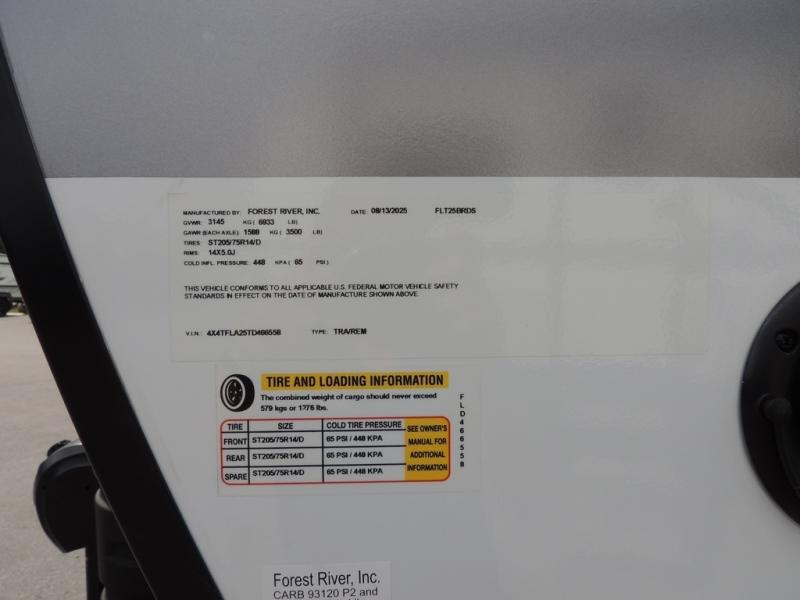 MANUFACTURED BY: FOREST RIVER, INC. DATE: 08/13/2025 FLT25BRDS
GVWR: 3145 KG ( 6933 LB)
GAWR (EACH AXLE): 1588 KG ( 3500 LB)
TIRES: ST205/75R14/D
RIMS: 14X5.0J
COLD INFL. PRESSURE: 448 KPA ( 65 PSI )
THIS VEHICLE CONFORMS TO ALL APPLICABLE U.S. FEDERAL MOTOR VEHICLE SAFETY
STANDARDS IN EFFECT ON THE DATE OF MANUFACTURE SHOWN ABOVE.
V.I.N.: 4X4TFLA25TD466558 TYPE: TRA/REM
TIRE AND LOADING INFORMATION
The combined weight of cargo should never exceed
579 kgs or 1276 lbs.
TIRE SIZE COLD TIRE PRESSURE SEE OWNER'S
FRONT ST205/75R14/D 65 PSI / 448 KPA MANUAL FOR
REAR ST205/75R14/D 65 PSI / 448 KPA ADDITIONAL
SPARE ST205/75R14/D 65 PSI / 448 KPA INFORMATION
FLD466558
Forest River, Inc.
CARB 93120 P2 and